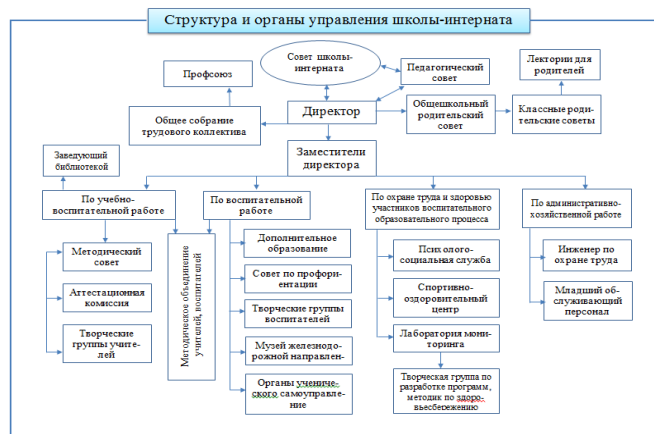 Структура и органы управления школы-интерната
Совет школы-
интерната
Лектории для
родителей
Профсоюз
Педагогический
совет
Общее собрание
трудового коллектива
Директор
Общешкольный
родительский
совет
Классные роди-
тельские советы
Заместители
директора
Заведующий
библиотекой
По учебно-
воспитательной работе
По воспитательной
работе
По охране труда и здоровью
участников воспитательного
образовательного процесса
По административно-
хозяйственной работе
Методический
совет
Аттестационная
комиссия
Творческие
группы учите-
лей
Методическое объединение
учителей, воспитателей
Дополнительное
образование
Совет по профори-
ентации
Творческие группы
воспитателей
Музей железнодо-
рожной направлен-
Органы учениче-
ского самоуправле-
ние
Психолого-
социальная служба
Спортивно-
оздоровительный
центр
Лаборатория мони-
торинга
Творческая группа по
разработке программ,
методик по здоро-
вьесбережению
Инженер по
охране труда
Младший об-
служивающий
персонал